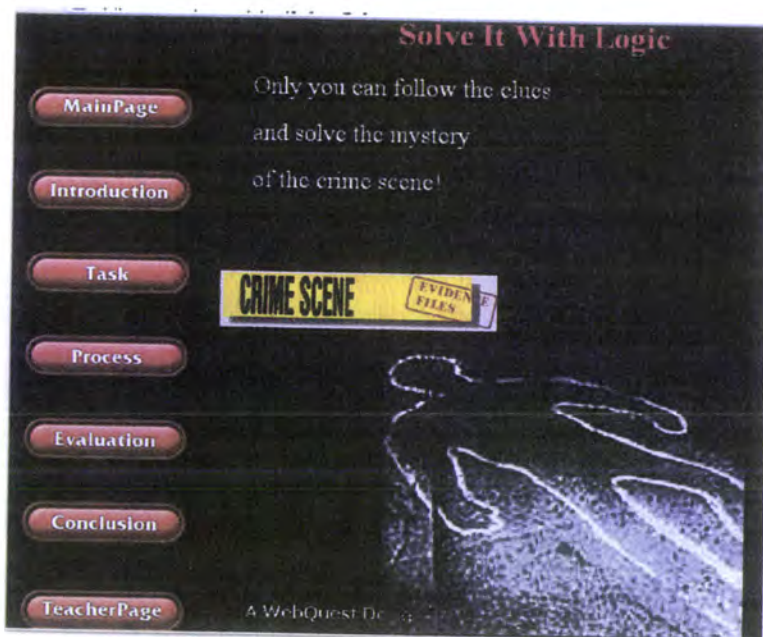 Solve It With Logic
MainPage
Only you can follow the clues
and solve the mystery
Introduction
of the crime scene!
Task
CRIME SCENE
EVIDENCE
FILES
Process
Evaluation
Conclusion
TeacherPage
A WebQuest